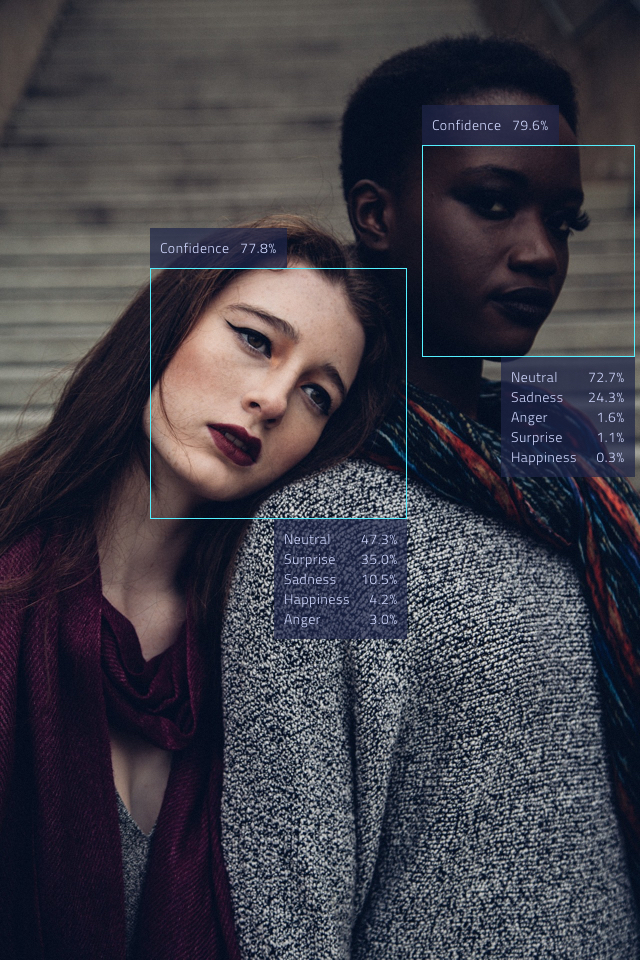 Confidence 79.6%
Confidence 77.8%
Neutral 72.7%
Sadness 24.3%
Anger 1.6%
Surprise 1.1%
Happiness 0.3%
Neutral 47.3%
Surprise 35.0%
Sadness 10.5%
Happiness 4.2%
Anger 3.0%